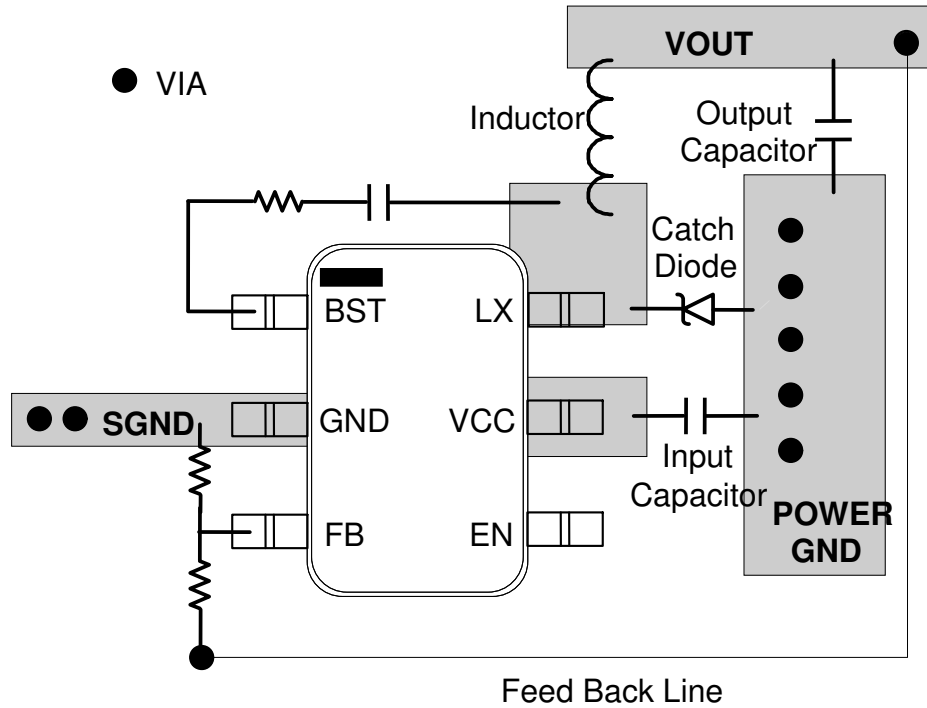 VOUT
VIA
Inductor
Output
Capacitor
Catch
Diode
BST
LX
SGND
GND
VCC
Input
Capacitor
FB
EN
POWER
GND
Feed Back Line